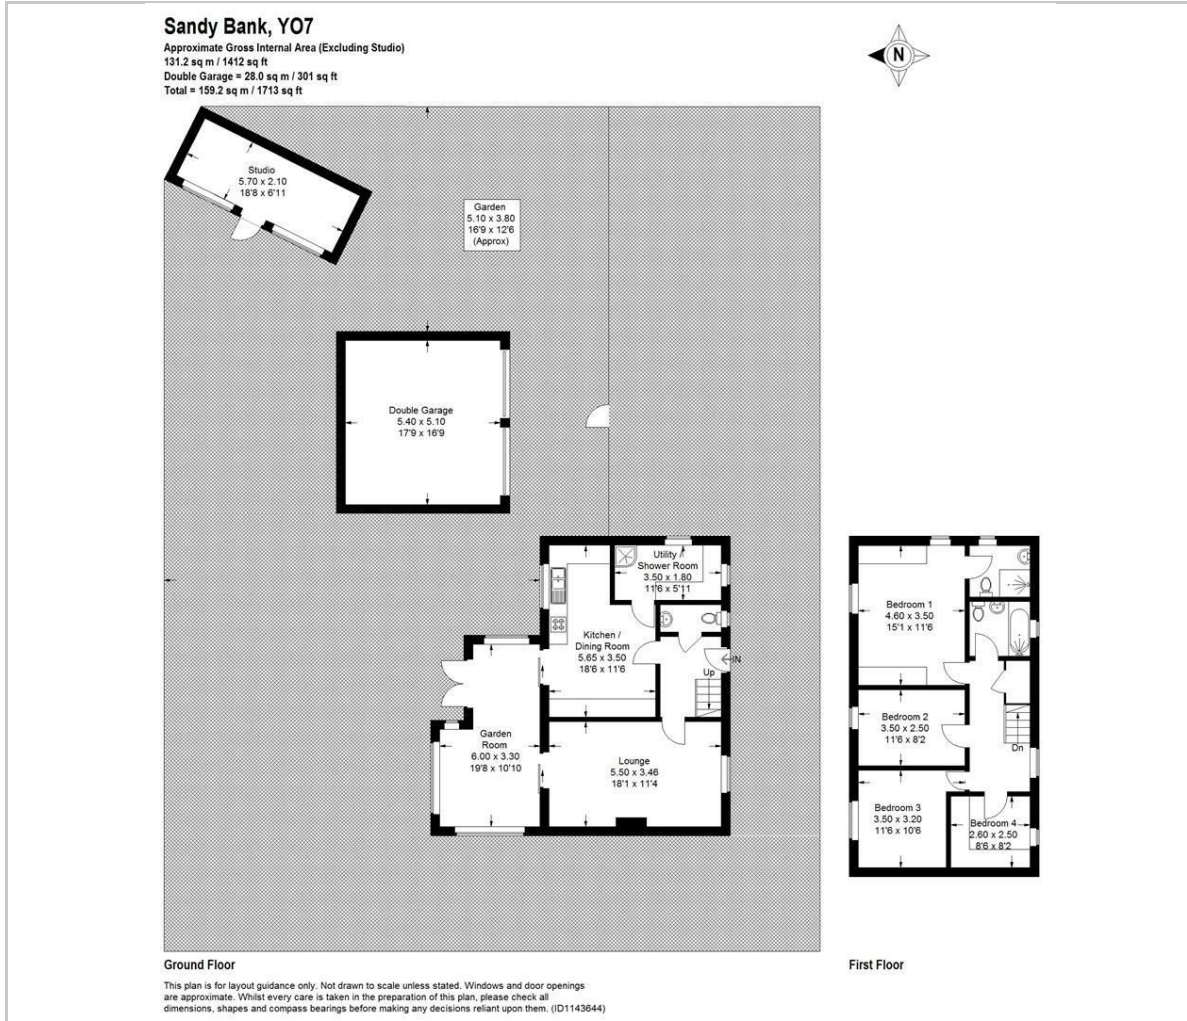 Sandy Bank, YO7
Approximate Gross Internal Area (Excluding Studio)
131.2 sq m / 1412 sq ft
Double Garage = 28.0 sq m / 301 sq ft
Total = 159.2 sq m / 1713 sq ft
N
Studio
5.70 x 2.10
18'8 x 6'11
Garden
5.10 x 3.80
16'9 x 12'6
(Approx)
Double Garage
5.40 x 5.10
17'9 x 16'9
Utility /
Shower Room
3.50 x 1.80
11'6 x 5'11
Kitchen /
Dining Room
5.65 x 3.50
18'6 x 11'6
IN
Up
Garden
Room
6.00 x 3.30
19'8 x 10'10
Lounge
5.50 x 3.46
18'1 x 11'4
Bedroom 1
4.60 x 3.50
15'1 x 11'6
Bedroom 2
3.50 x 2.50
11'6 x 8'2
Dn
Bedroom 3
3.50 x 3.20
11'6 x 10'6
Bedroom 4
2.60 x 2.50
8'6 x 8'2
Ground Floor
First Floor
This plan is for layout guidance only. Not drawn to scale unless stated. Windows and door openings
are approximate. Whilst every care is taken in the preparation of this plan, please check all
dimensions, shapes and compass bearings before making any decisions reliant upon them. (ID1143644)